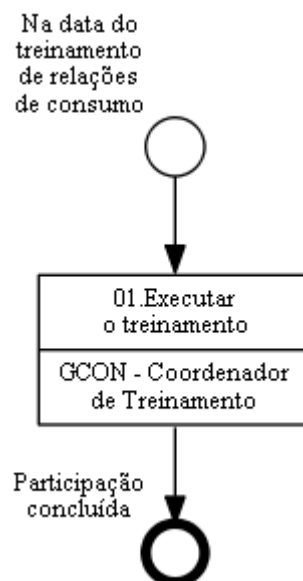 Na data do
treinamento
de relações
de consumo
01.Executar
o treinamento
GCON - Coordenador
de Treinamento
Participação
concluída